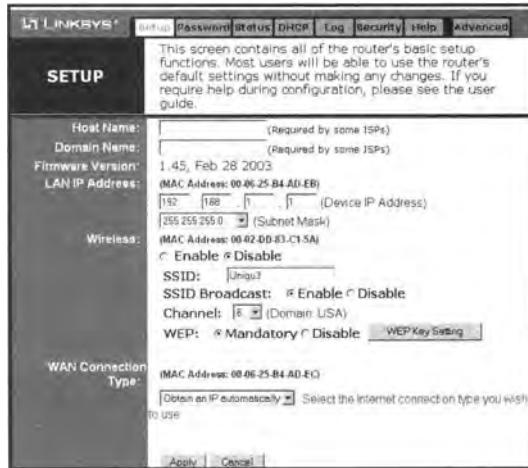 LINKSYS® Setup Password Status DHCP Log Security Help Advanced
SETUP
This screen contains all of the router's basic setup
functions. Most users will be able to use the router's
default settings without making any changes. If you
require help during configuration, please see the user
guide.
Host Name: (Required by some ISPs)
Domain Name: (Required by some ISPs)
Firmware Version: 1.45, Feb 28 2003
LAN IP Address: (MAC Address: 00-06-25-B4-AD-EB)
192 . 168 . 1 . 1 (Device IP Address)
255.255.255.0 (Subnet Mask)
Wireless: (MAC Address: 00-02-DD-83-C1-5A)
Enable Disable
SSID: Uniqu3
SSID Broadcast: Enable Disable
Channel: 6 (Domain: USA)
WEP: Mandatory Disable WEP Key Setting
WAN Connection
Type: (MAC Address: 00-06-25-B4-AD-EC)
Obtain an IP automatically Select the Internet connection type you wish
to use
Apply Cancel